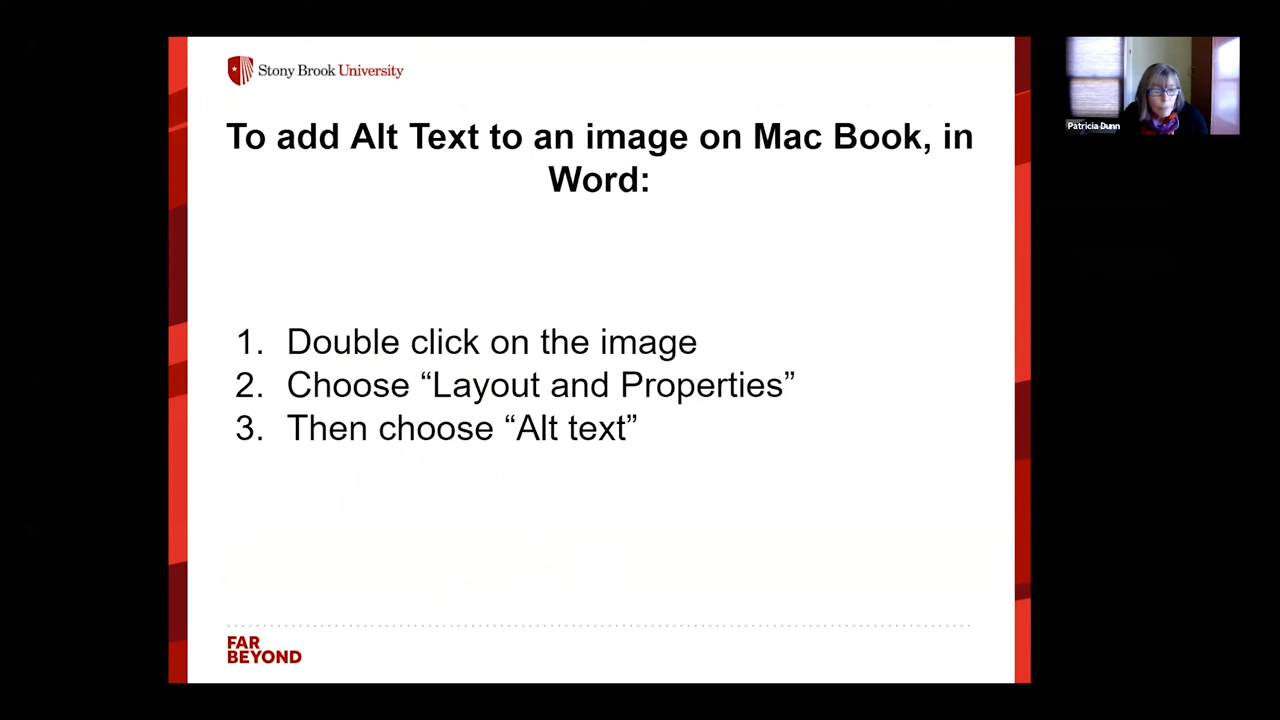 Stony Brook University
Patricia Dunn
To add Alt Text to an image on Mac Book, in
Word:
1. Double click on the image
2. Choose “Layout and Properties”
3. Then choose “Alt text”
FAR
BEYOND